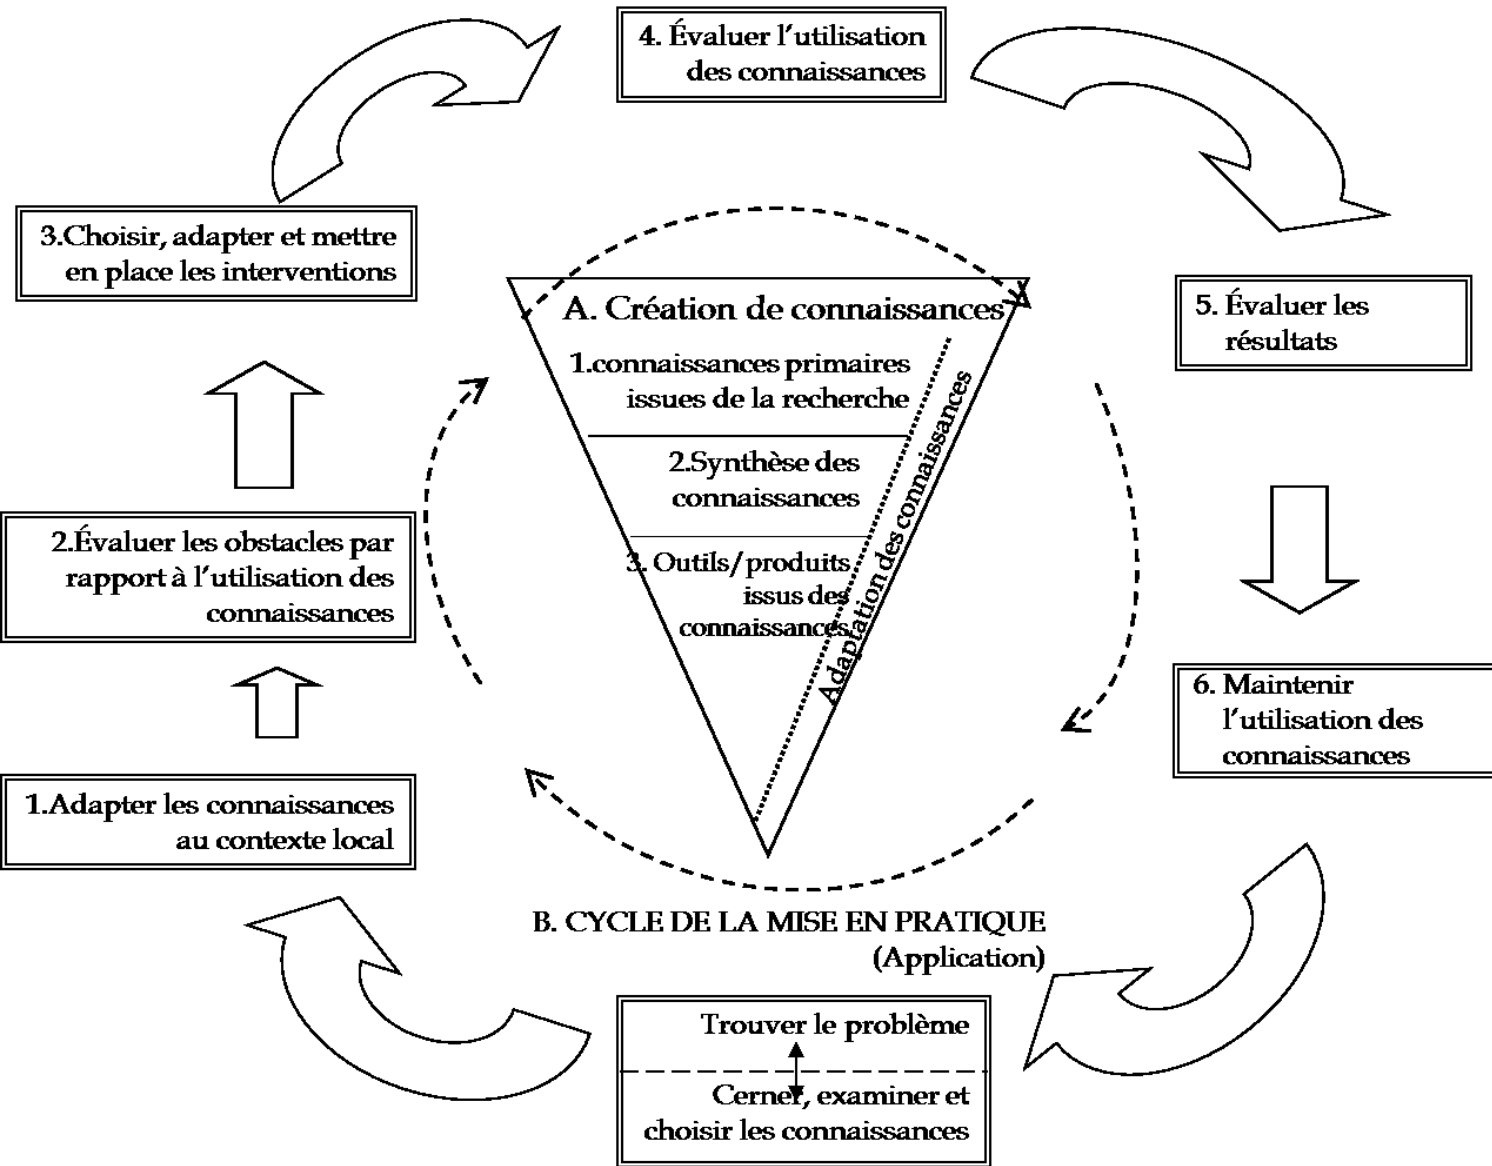 4. Évaluer l'utilisation
des connaissances
3.Choisir, adapter et mettre
en place les interventions
5. Évaluer les
résultats
A. Création de connaissances
1.connaissances primaires
issues de la recherche
2.Synthèse des
connaissances
3. Outils/produits
issus des
connaissances
Adaptation des connaissances
2.Évaluer les obstacles par
rapport à l'utilisation des
connaissances
6. Maintenir
l'utilisation des
connaissances
1.Adapter les connaissances
au contexte local
B. CYCLE DE LA MISE EN PRATIQUE
(Application)
Trouver le problème
Cerner, examiner et
choisir les connaissances